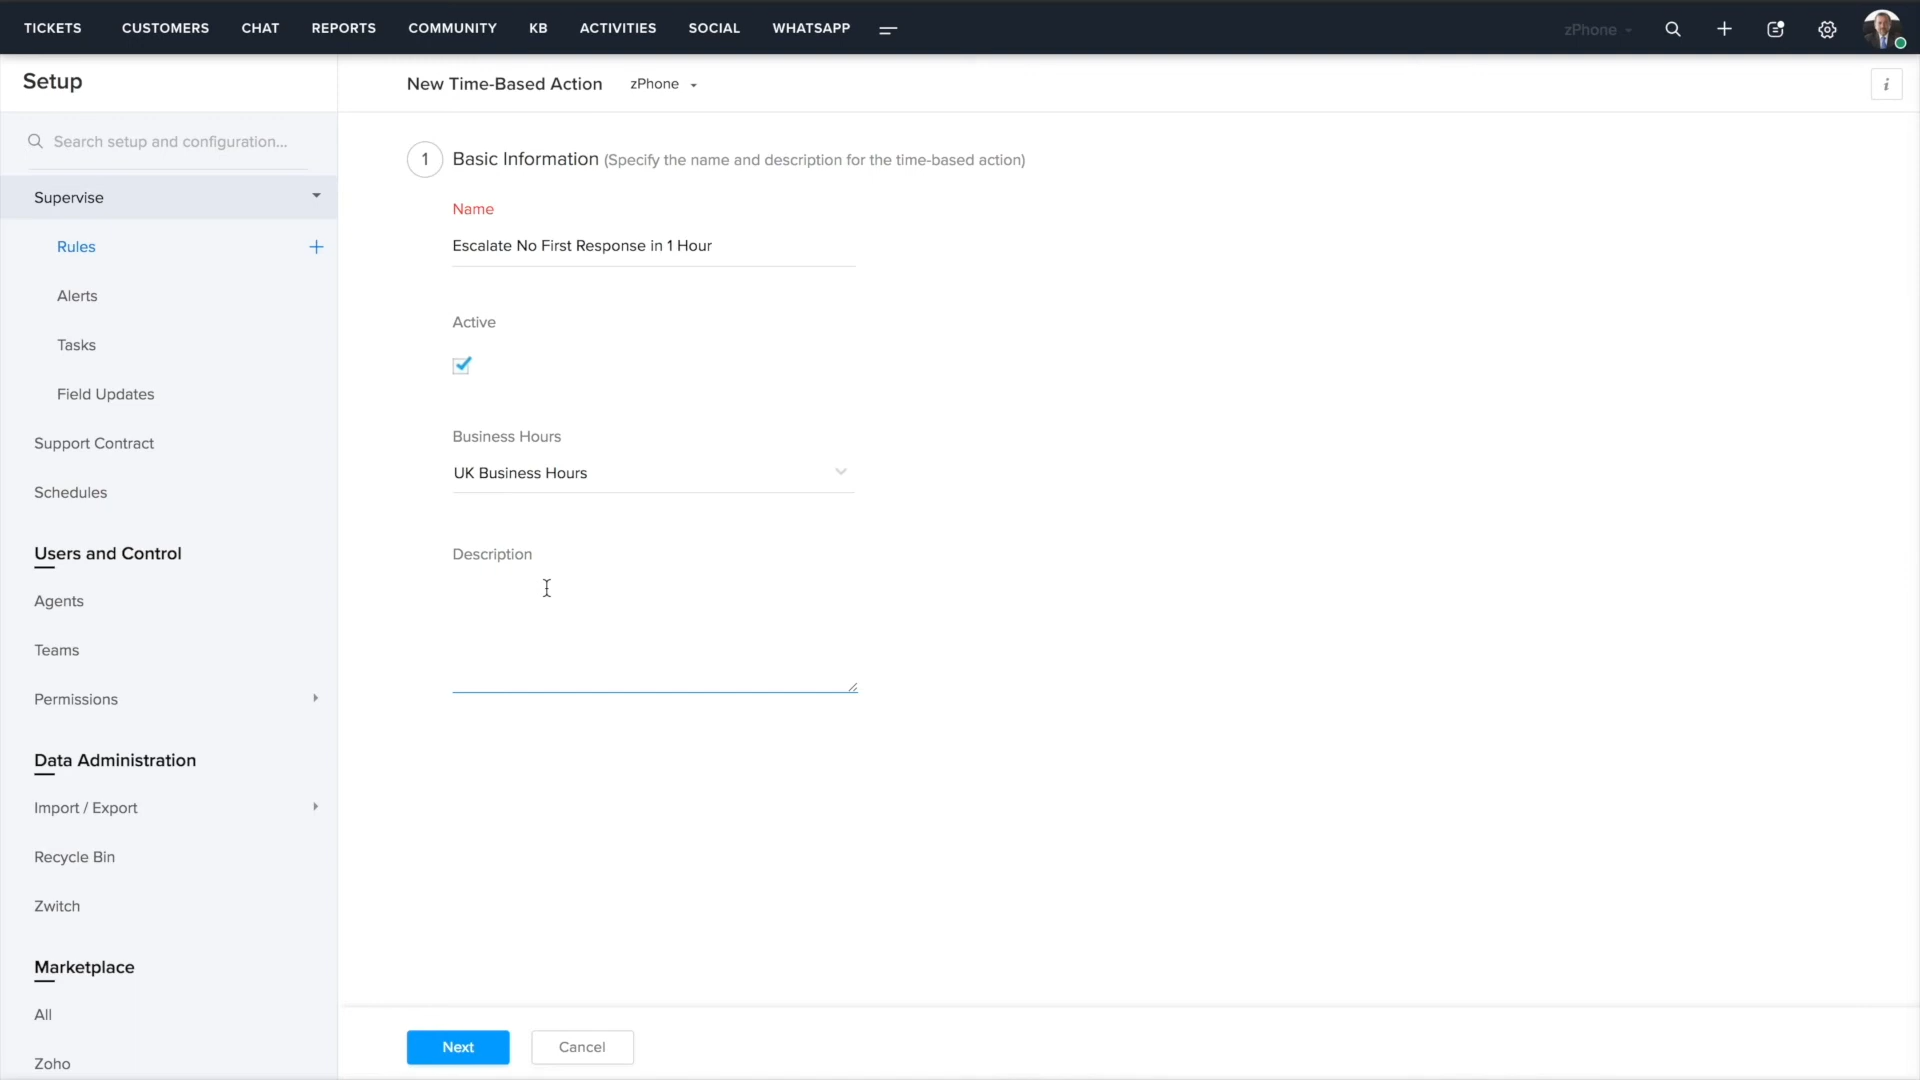 TICKETS CUSTOMERS CHAT REPORTS COMMUNITY KB ACTIVITIES SOCIAL WHATSAPP zPhone
Setup
New Time-Based Action zPhone
i
Search setup and configuration...
Supervise
Rules
Alerts
Tasks
Field Updates
Support Contract
Schedules
Users and Control
Agents
Teams
Permissions
Data Administration
Import / Export
Recycle Bin
Zwitch
Marketplace
All
Zoho
1 Basic Information (Specify the name and description for the time-based action)
Name
Escalate No First Response in 1 Hour
Active
Business Hours
UK Business Hours
Description
Next Cancel